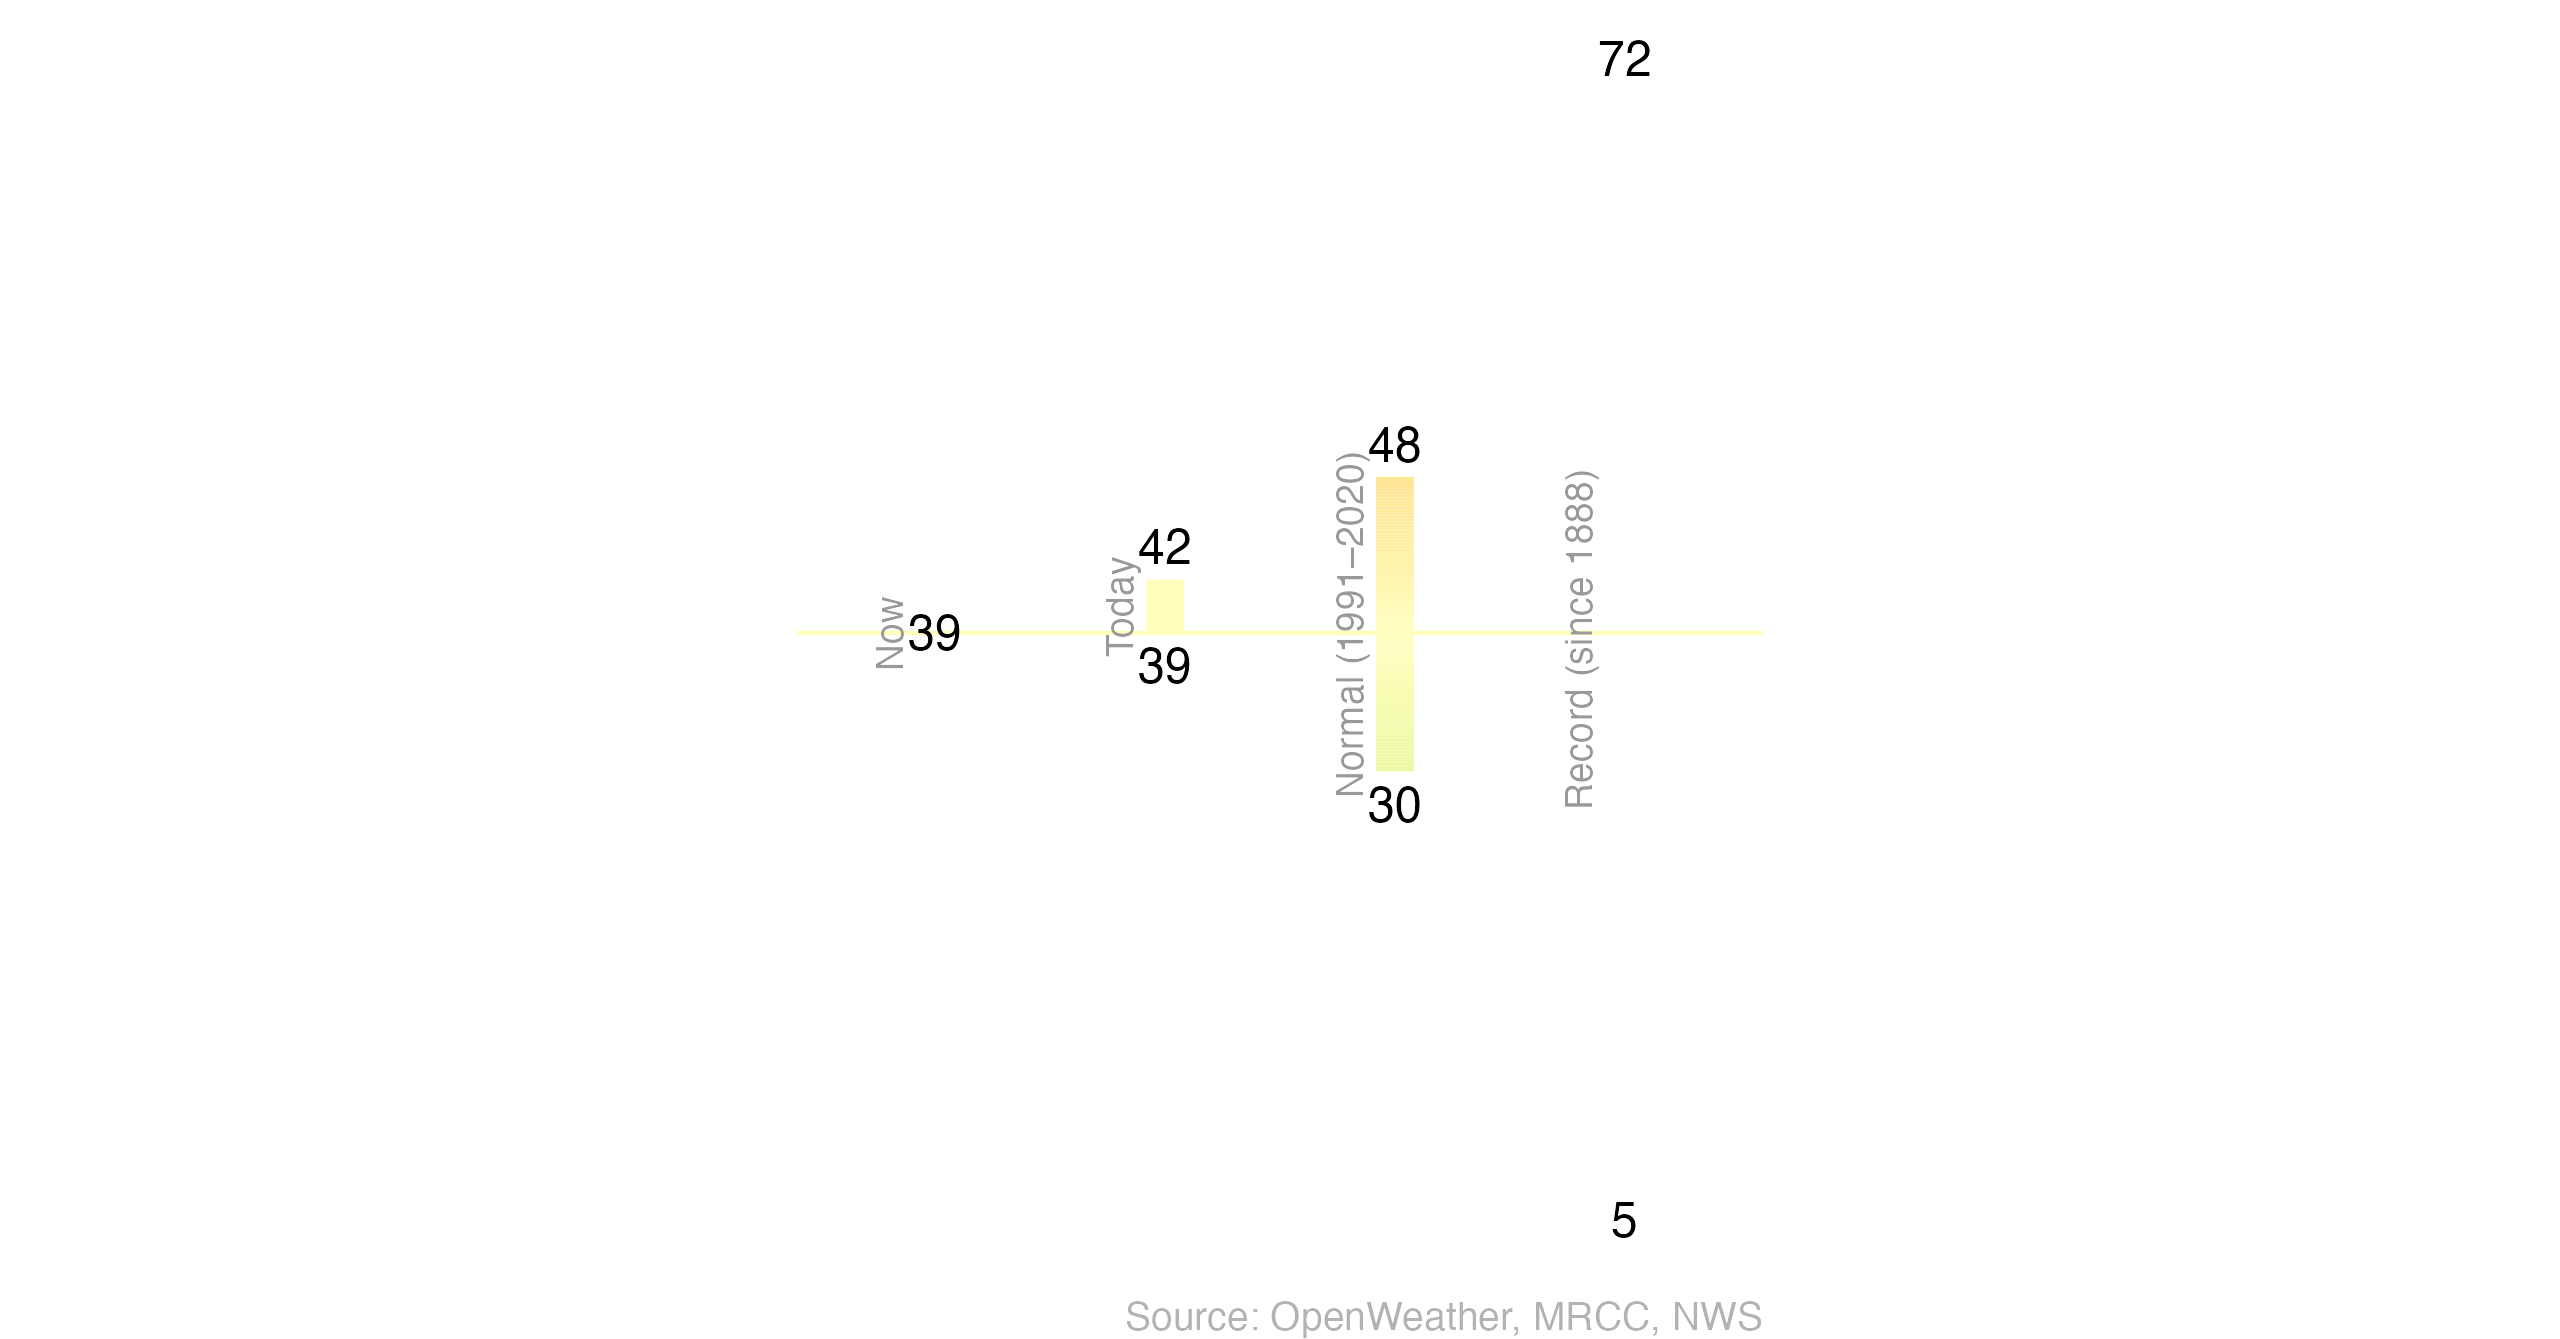 72
48
42
Now
39
Today
39
Normal (1991–2020)
30
Record (since 1888)
5
Source: OpenWeather, MRCC, NWS